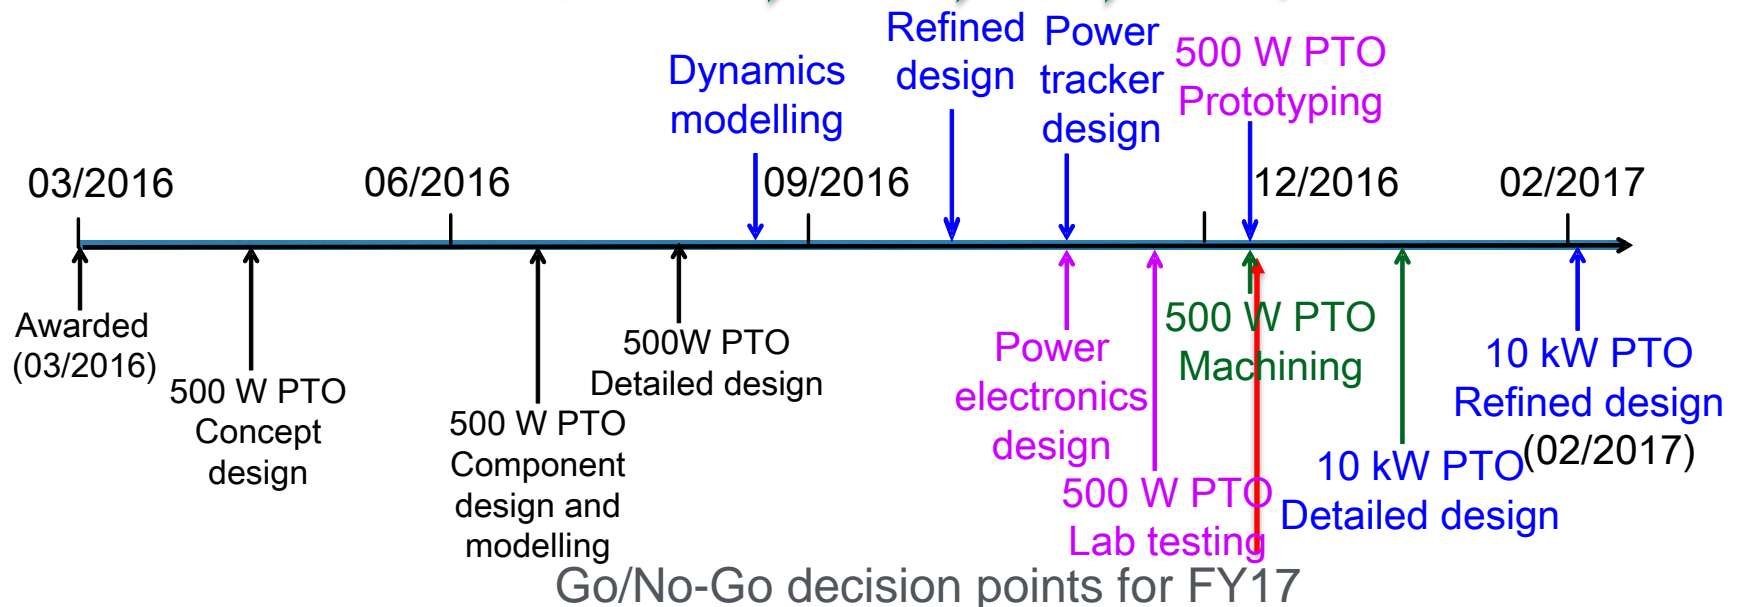 Refined
design
Power
tracker
design
500 W PTO
Prototyping
Dynamics
modelling
03/2016
06/2016
09/2016
12/2016
02/2017
Awarded
(03/2016)
500 W PTO
Concept
design
500 W PTO
Component
design and
modelling
500W PTO
Detailed design
Power
electronics
design
500 W PTO
Lab testing
500 W PTO
Machining
10 kW PTO
Detailed design
10 kW PTO
Refined design
(02/2017)
Go/No-Go decision points for FY17